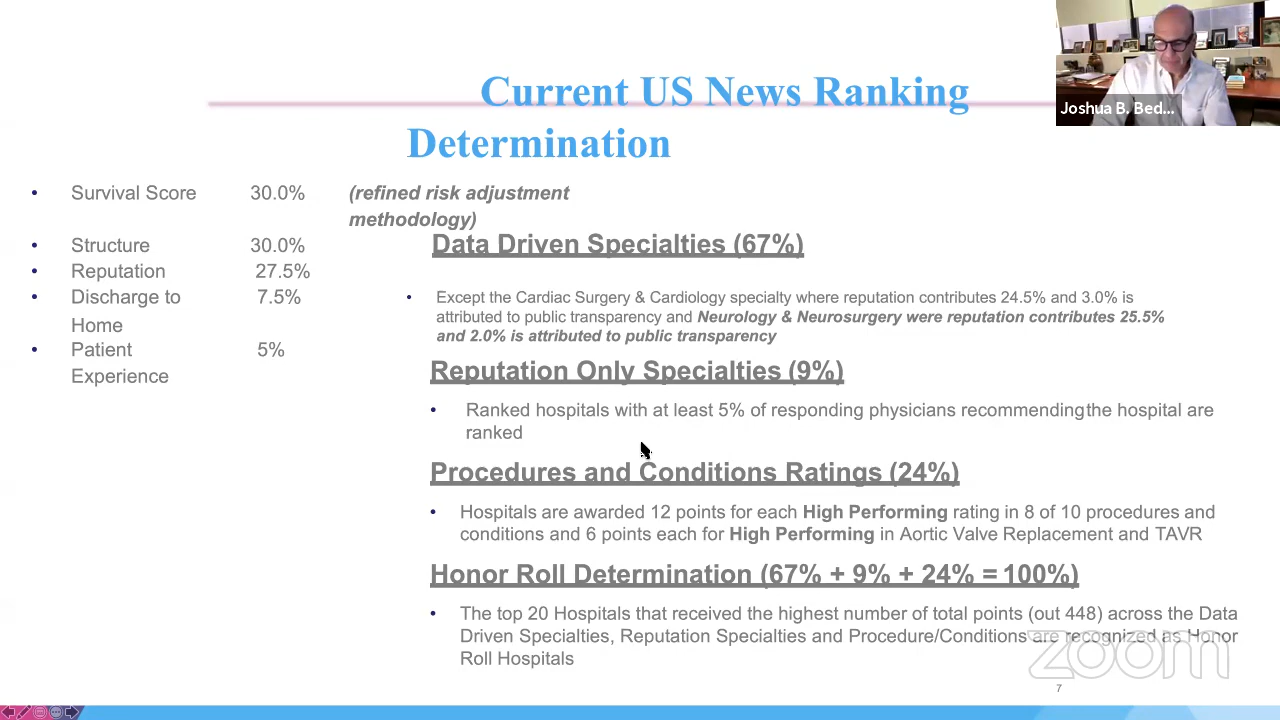 Current US News Ranking
Determination
Joshua B. Bed...
• Survival Score 30.0% (refined risk adjustment
methodology)
• Structure 30.0%
• Reputation 27.5%
• Discharge to 7.5%
Home
• Patient 5%
Experience
Data Driven Specialties (67%)
• Except the Cardiac Surgery & Cardiology specialty where reputation contributes 24.5% and 3.0% is
attributed to public transparency and Neurology & Neurosurgery were reputation contributes 25.5%
and 2.0% is attributed to public transparency
Reputation Only Specialties (9%)
• Ranked hospitals with at least 5% of responding physicians recommending the hospital are
ranked
Procedures and Conditions Ratings (24%)
• Hospitals are awarded 12 points for each High Performing rating in 8 of 10 procedures and
conditions and 6 points each for High Performing in Aortic Valve Replacement and TAVR
Honor Roll Determination (67% + 9% + 24% = 100%)
• The top 20 Hospitals that received the highest number of total points (out 448) across the Data
Driven Specialties, Reputation Specialties and Procedure/Conditions are recognized as Honor
Roll Hospitals
zoom
7